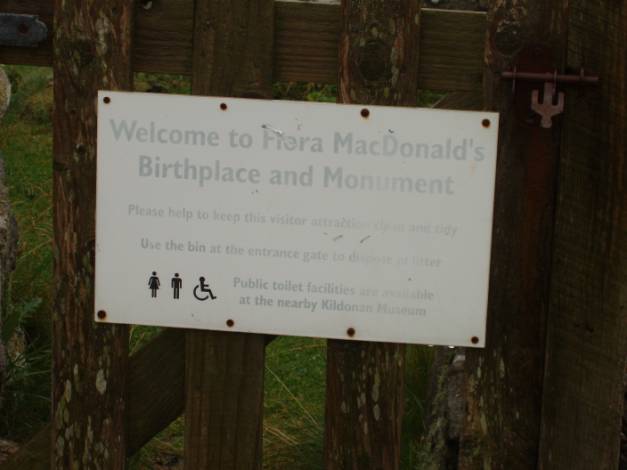 Welcome to Flora MacDonald's
Birthplace and Monument
Please help to keep this visitor attraction clean and tidy
Use the bin at the entrance gate to dispose of litter
Public toilet facilities are available
at the nearby Kildonan Museum